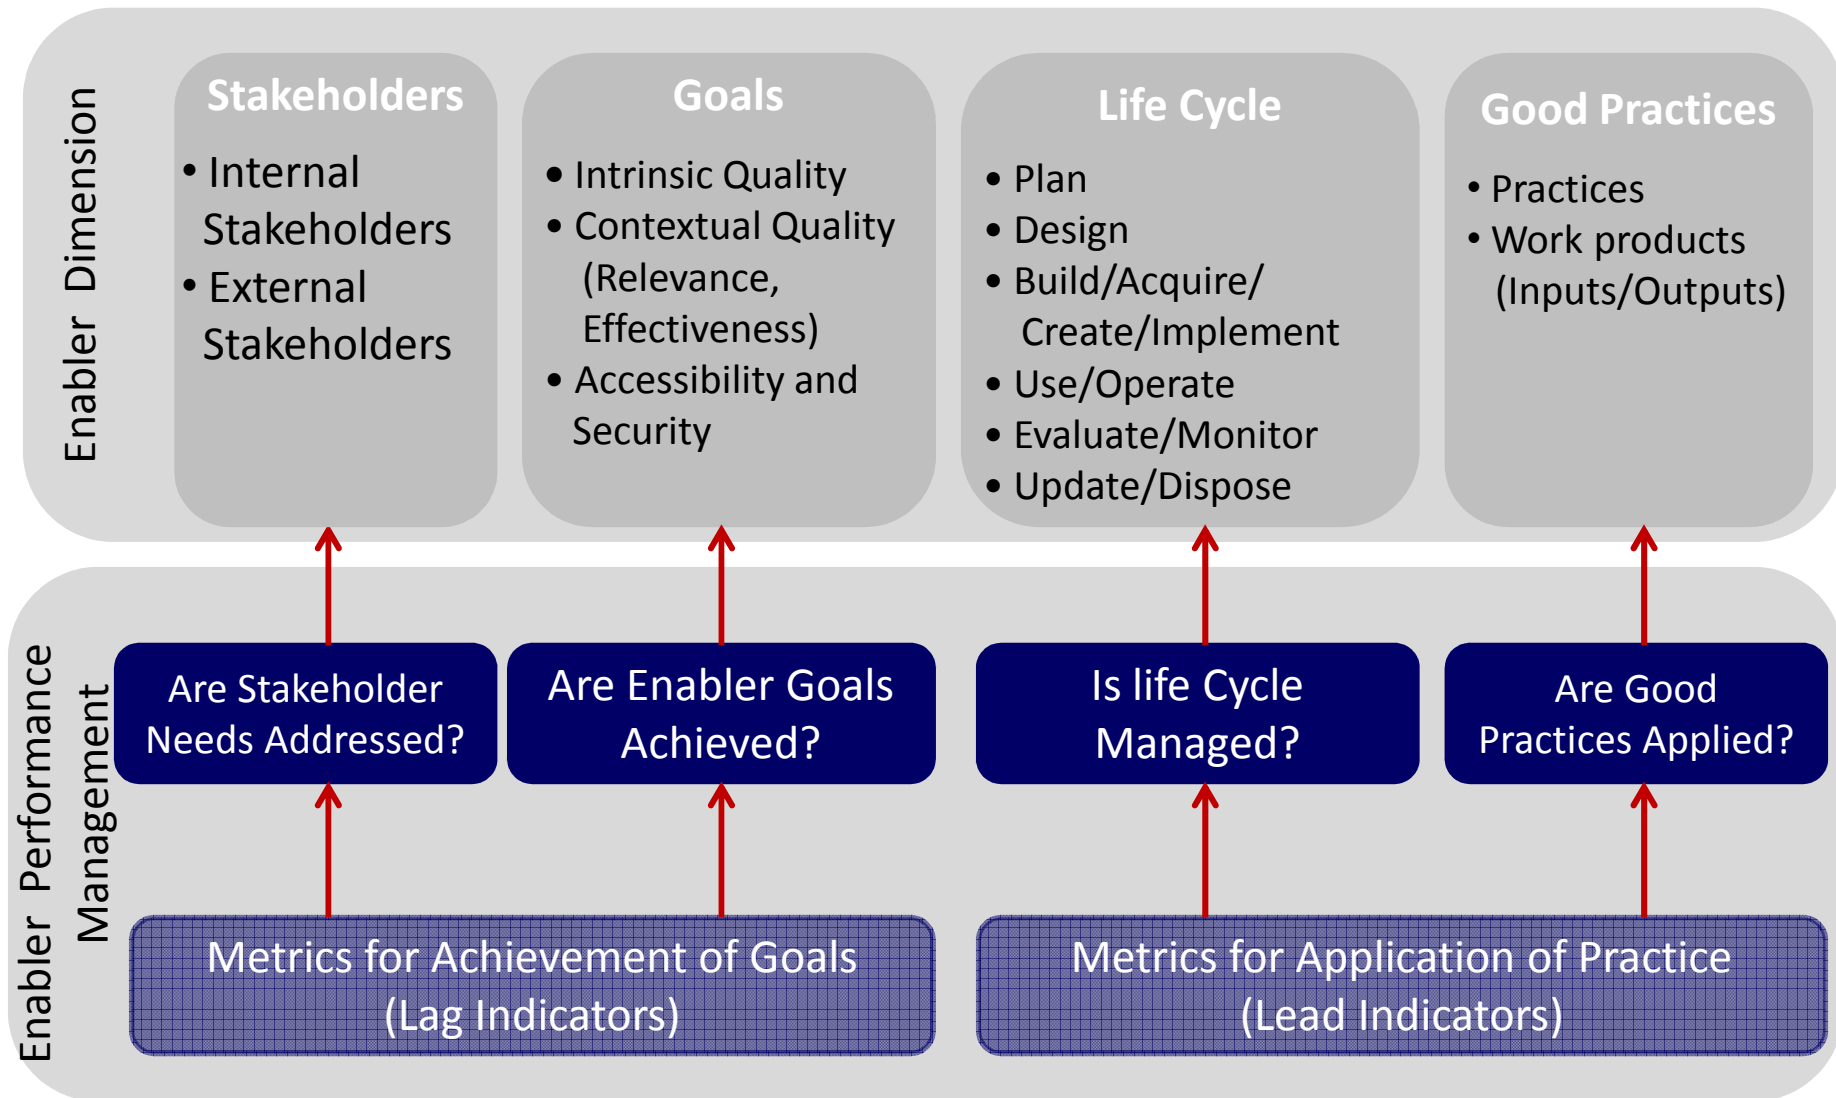 Enabler Dimension
Stakeholders
• Internal
Stakeholders
• External
Stakeholders
Goals
• Intrinsic Quality
• Contextual Quality
(Relevance,
Effectiveness)
• Accessibility and
Security
Life Cycle
• Plan
• Design
• Build/Acquire/
Create/Implement
• Use/Operate
• Evaluate/Monitor
• Update/Dispose
Good Practices
• Practices
• Work products
(Inputs/Outputs)
Enabler Performance
Management
Are Stakeholder
Needs Addressed?
Are Enabler Goals
Achieved?
Is life Cycle
Managed?
Are Good
Practices Applied?
Metrics for Achievement of Goals
(Lag Indicators)
Metrics for Application of Practice
(Lead Indicators)